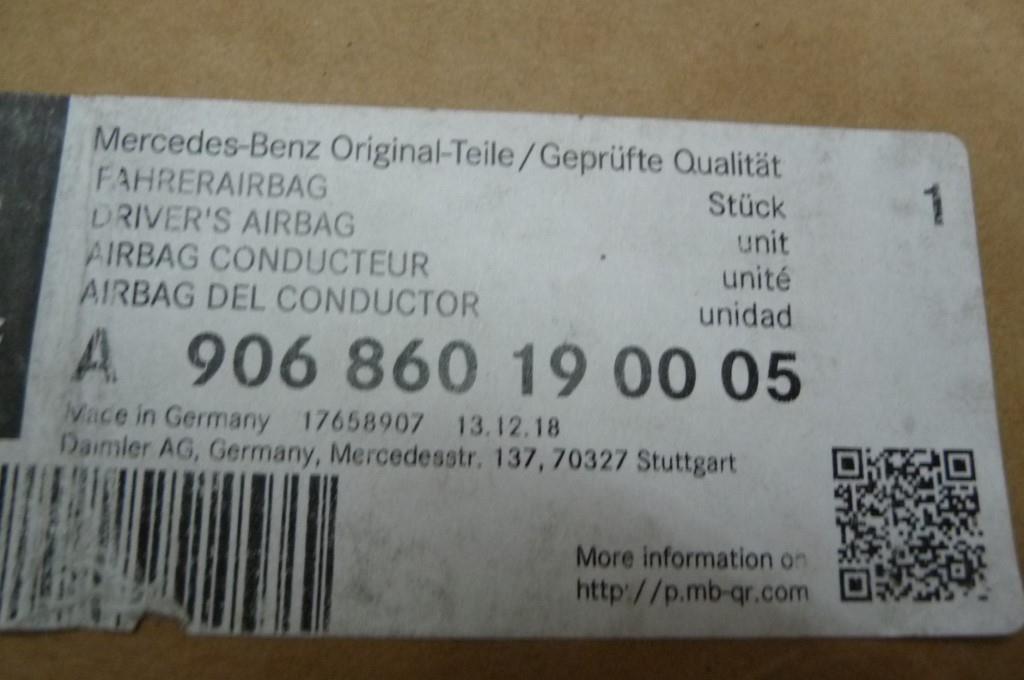 Mercedes-Benz Original-Teile/Geprüfte Qualität
FAHRERAIRBAG Stück 1
DRIVER'S AIRBAG unit
AIRBAG CONDUCTEUR unité
AIRBAG DEL CONDUCTOR unidad
A 906 860 19 00 05
Made in Germany 17658907 13.12.18
Daimler AG, Germany, Mercedesstr. 137, 70327 Stuttgart
More information on
http://p.mb-qr.com